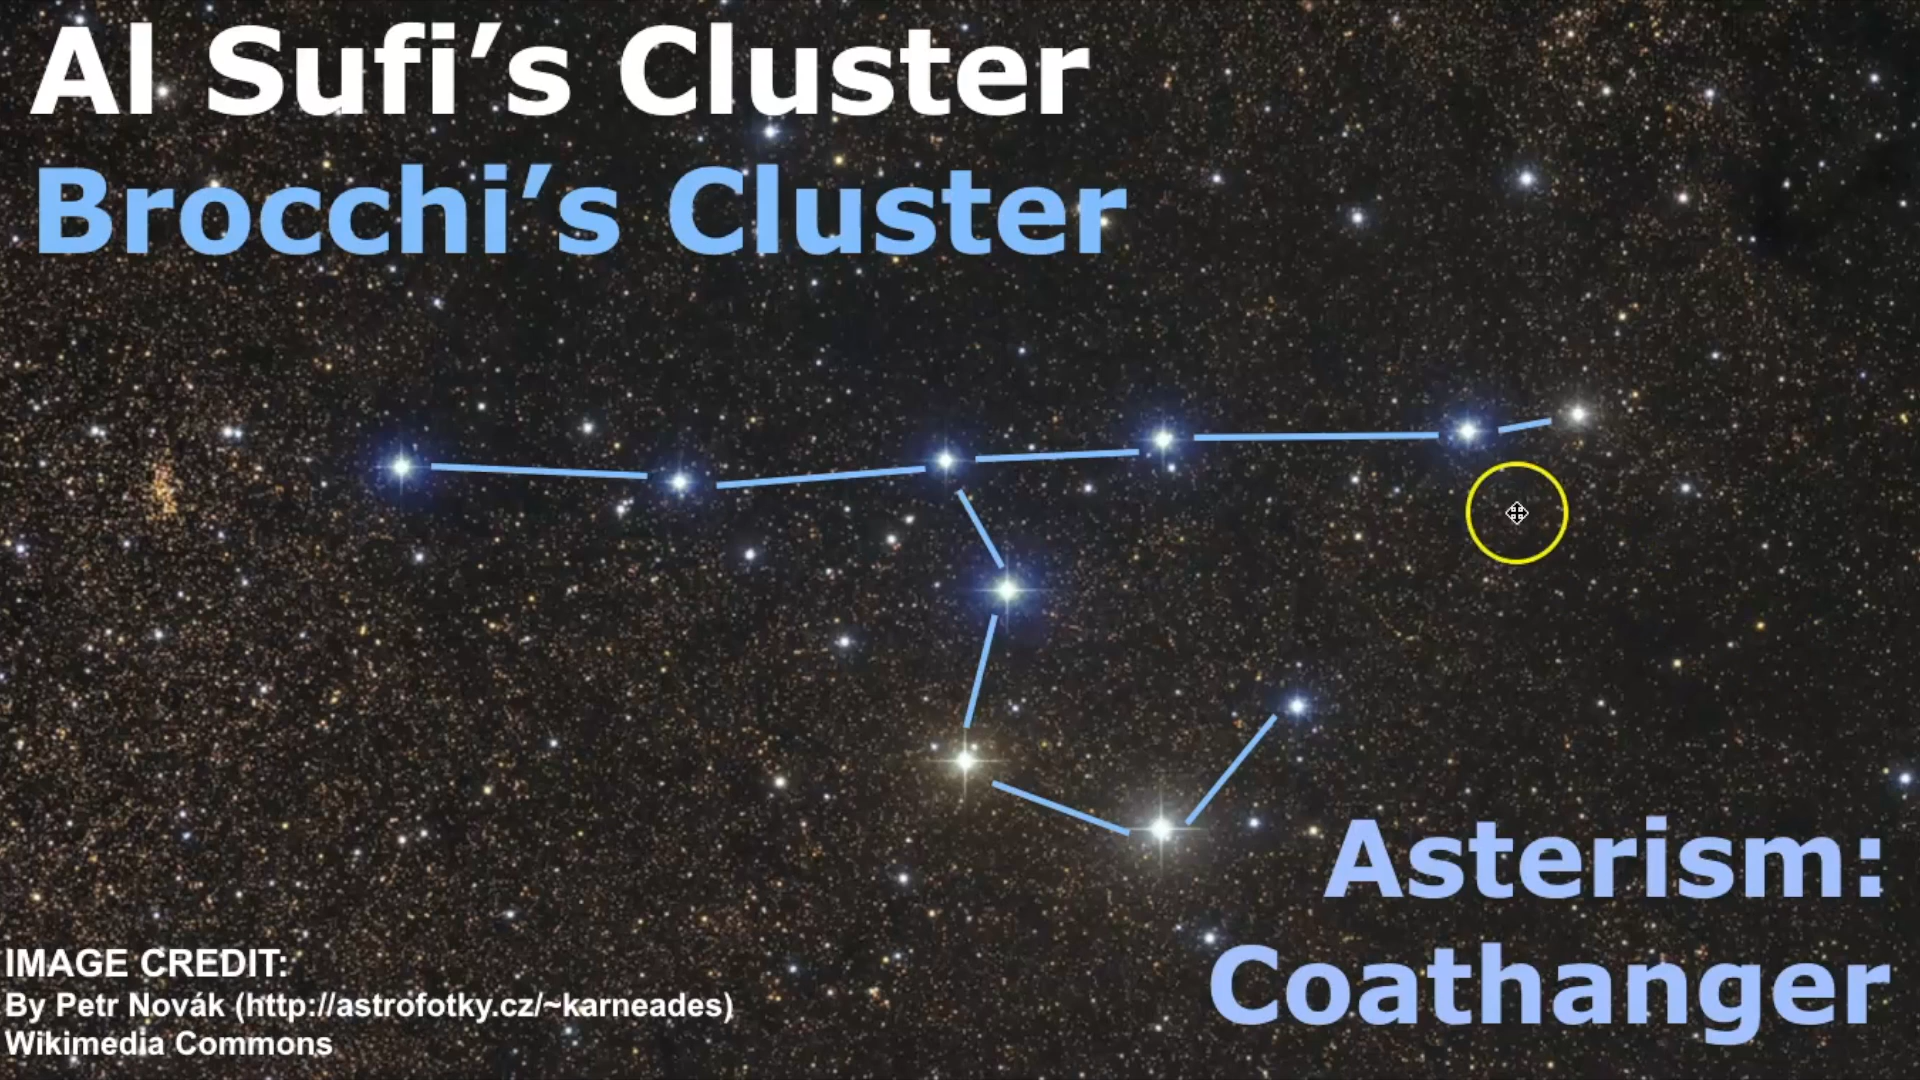 Al Sufi’s Cluster
Brocchi’s Cluster
Asterism:
Coathanger
IMAGE CREDIT:
By Petr Novák (http://astrofotky.cz/~karneades)
Wikimedia Commons